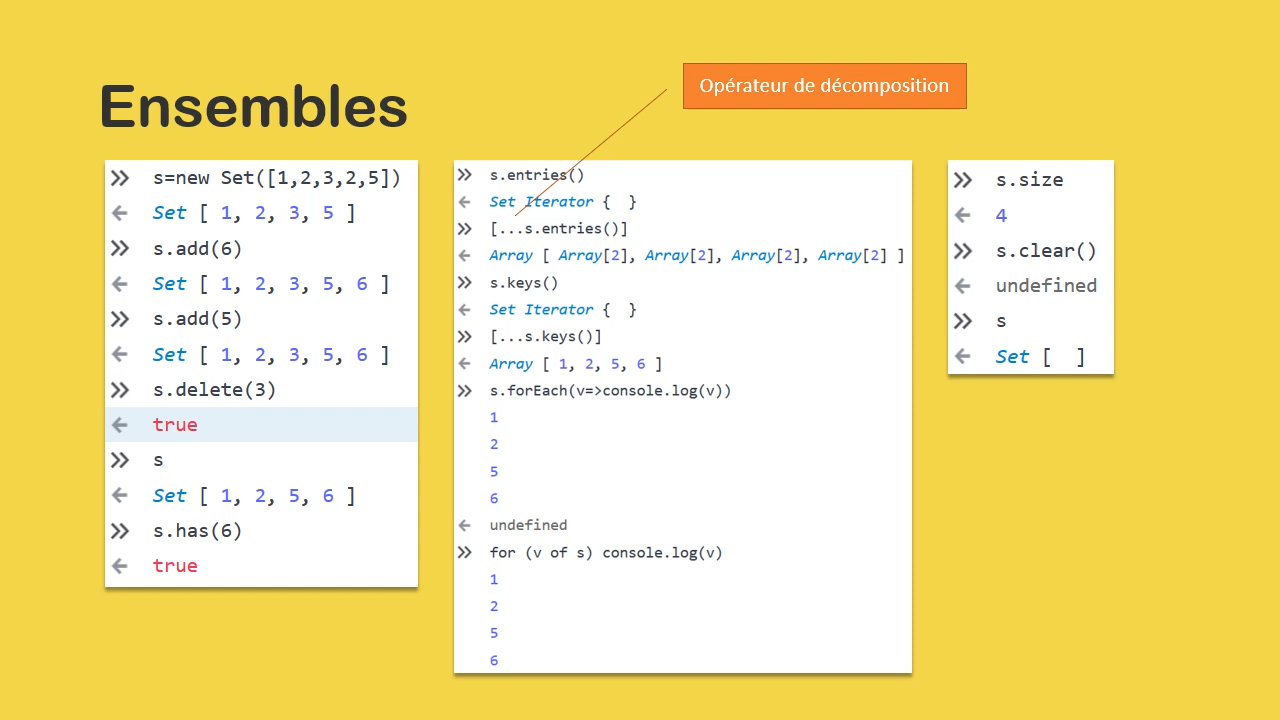 Ensembles
Opérateur de décomposition
s=new Set([1,2,3,2,5])
Set [ 1, 2, 3, 5 ]
s.add(6)
Set [ 1, 2, 3, 5, 6 ]
s.add(5)
Set [ 1, 2, 3, 5, 6 ]
s.delete(3)
true
s
Set [ 1, 2, 5, 6 ]
s.has(6)
true
s.entries()
Set Iterator {  }
[...s.entries()]
Array [ Array[2], Array[2], Array[2], Array[2] ]
s.keys()
Set Iterator {  }
[...s.keys()]
Array [ 1, 2, 5, 6 ]
s.forEach(v=>console.log(v))
1
2
5
6
undefined
for (v of s) console.log(v)
1
2
5
6
s.size
4
s.clear()
undefined
s
Set [  ]